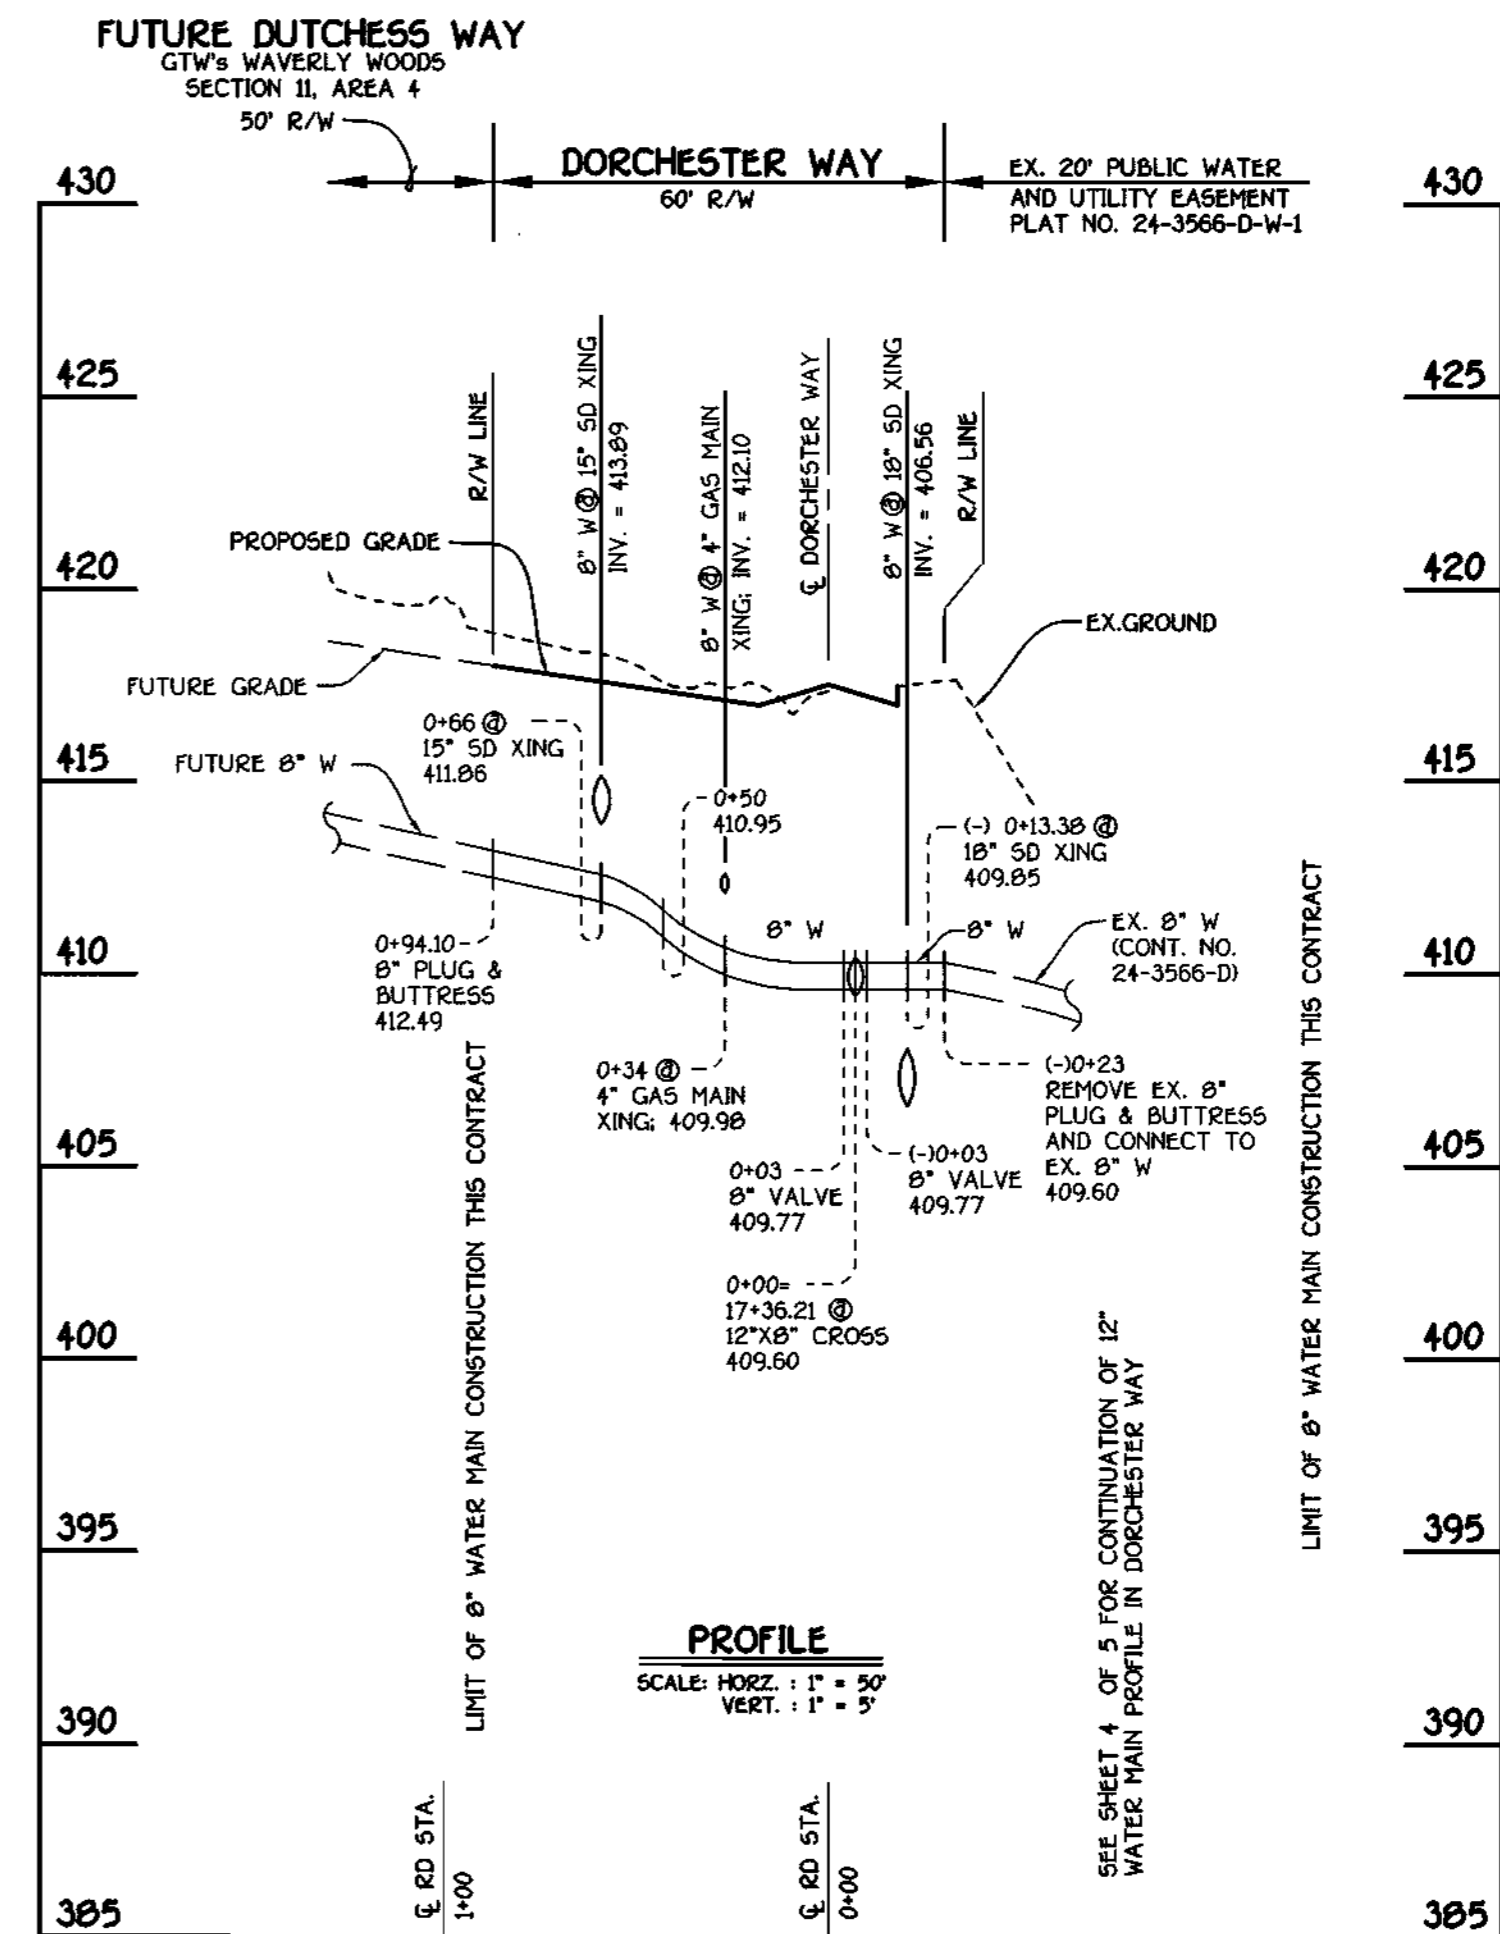 FUTURE DUTCHESS WAY
GTW's WAVERLY WOODS
SECTION 11, AREA 4
50' R/W
DORCHESTER WAY
60' R/W
EX. 20' PUBLIC WATER
AND UTILITY EASEMENT
PLAT NO. 24-3566-D-W-1
430
430
425
425
420
420
415
415
410
410
405
405
400
400
395
395
390
390
385
385
R/W LINE
8" W @ 15" SD XING
INV. = 413.89
8" W @ 4" GAS MAIN
XING; INV. = 412.10
℄ DORCHESTER WAY
8" W @ 18" SD XING
INV. = 406.56
R/W LINE
PROPOSED GRADE
EX.GROUND
FUTURE GRADE
FUTURE 8" W
0+66 @
15" SD XING
411.86
0+50
410.95
(-) 0+13.38 @
18" SD XING
409.85
8" W
8" W
EX. 8" W
(CONT. NO.
24-3566-D)
0+94.10
8" PLUG &
BUTTRESS
412.49
0+34 @
4" GAS MAIN
XING; 409.98
0+03
8" VALVE
409.77
(-)0+03
8" VALVE
409.77
(-)0+23
REMOVE EX. 8"
PLUG & BUTTRESS
AND CONNECT TO
EX. 8" W
409.60
0+00=
17+36.21 @
12"X8" CROSS
409.60
LIMIT OF 8" WATER MAIN CONSTRUCTION THIS CONTRACT
LIMIT OF 8" WATER MAIN CONSTRUCTION THIS CONTRACT
SEE SHEET 4 OF 5 FOR CONTINUATION OF 12"
WATER MAIN PROFILE IN DORCHESTER WAY
PROFILE
SCALE: HORZ. : 1" = 50'
VERT. : 1" = 5'
℄ RD STA.
1+00
℄ RD STA.
0+00